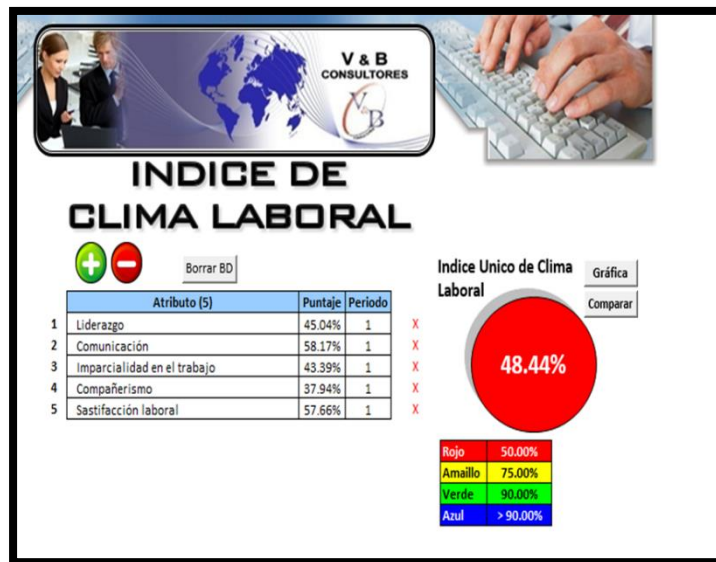 V & B
CONSULTORES
V&B
INDICE DE
CLIMA LABORAL
Borrar BD
Indice Unico de Clima
Laboral
Gráfica
Comparar
Atributo (5) Puntaje Periodo
1 Liderazgo 45.04% 1 X
2 Comunicación 58.17% 1 X
3 Imparcialidad en el trabajo 43.39% 1 X
4 Compañerismo 37.94% 1 X
5 Sastifacción laboral 57.66% 1 X
48.44%
Rojo 50.00%
Amaillo 75.00%
Verde 90.00%
Azul > 90.00%